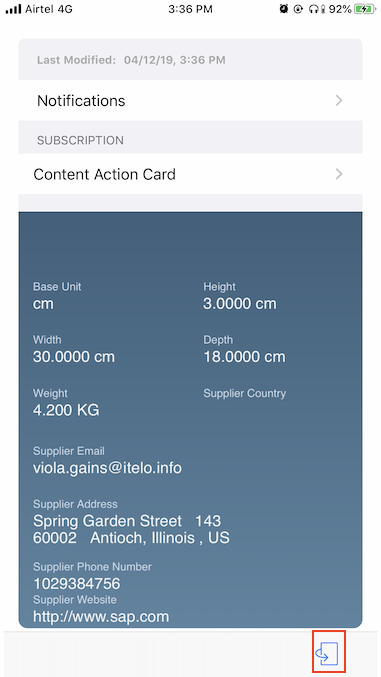 Airtel 4G 3:36 PM 92%
Last Modified: 04/12/19, 3:36 PM
Notifications
SUBSCRIPTION
Content Action Card
Base Unit Height
cm 3.0000 cm
Width Depth
30.0000 cm 18.0000 cm
Weight Supplier Country
4.200 KG
Supplier Email
viola.gains@itelo.info
Supplier Address
Spring Garden Street 143
60002 Antioch, Illinois , US
Supplier Phone Number
1029384756
Supplier Website
http://www.sap.com